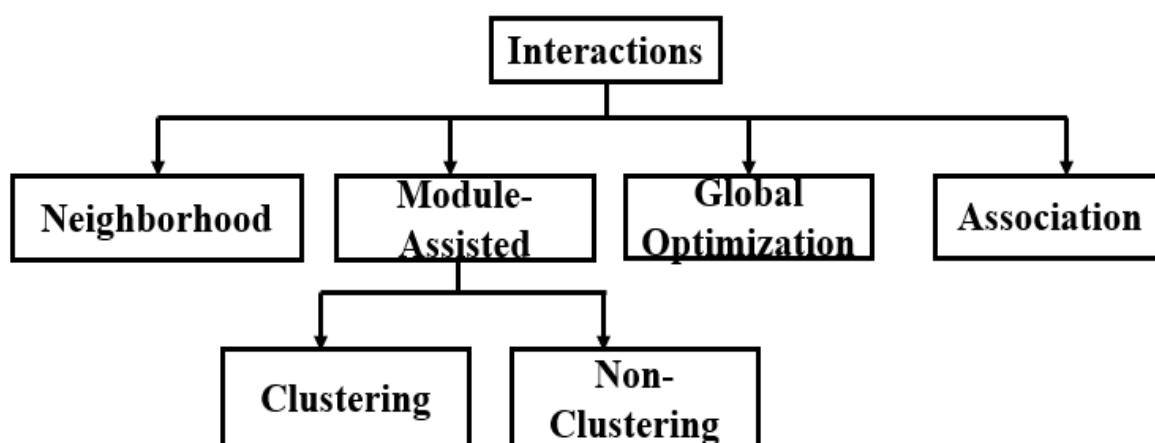 Interactions
Neighborhood
Module-
Assisted
Global
Optimization
Association
Clustering
Non-
Clustering